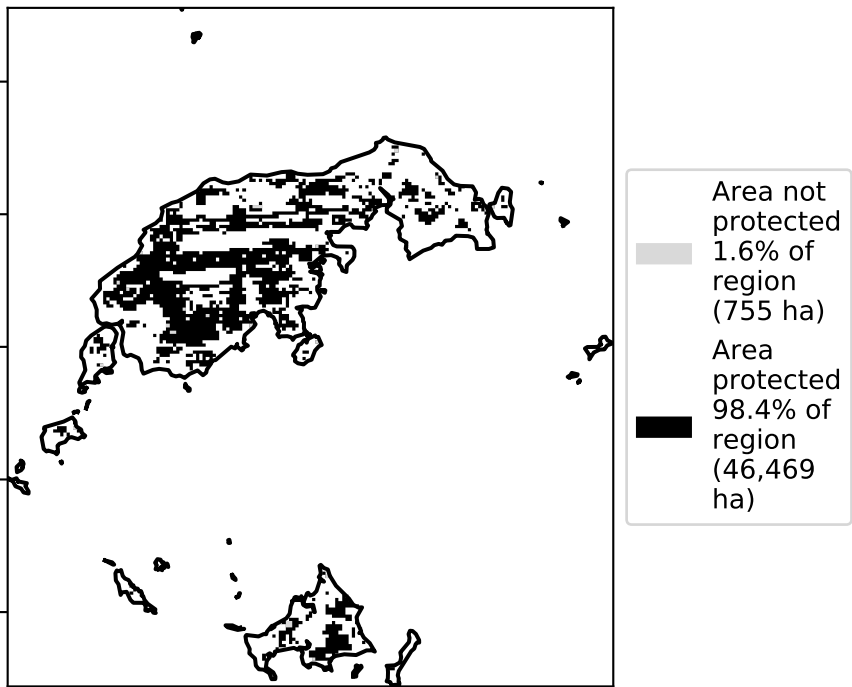 Area not
protected
1.6% of
region
(755 ha)
Area
protected
98.4% of
region
(46,469
ha)